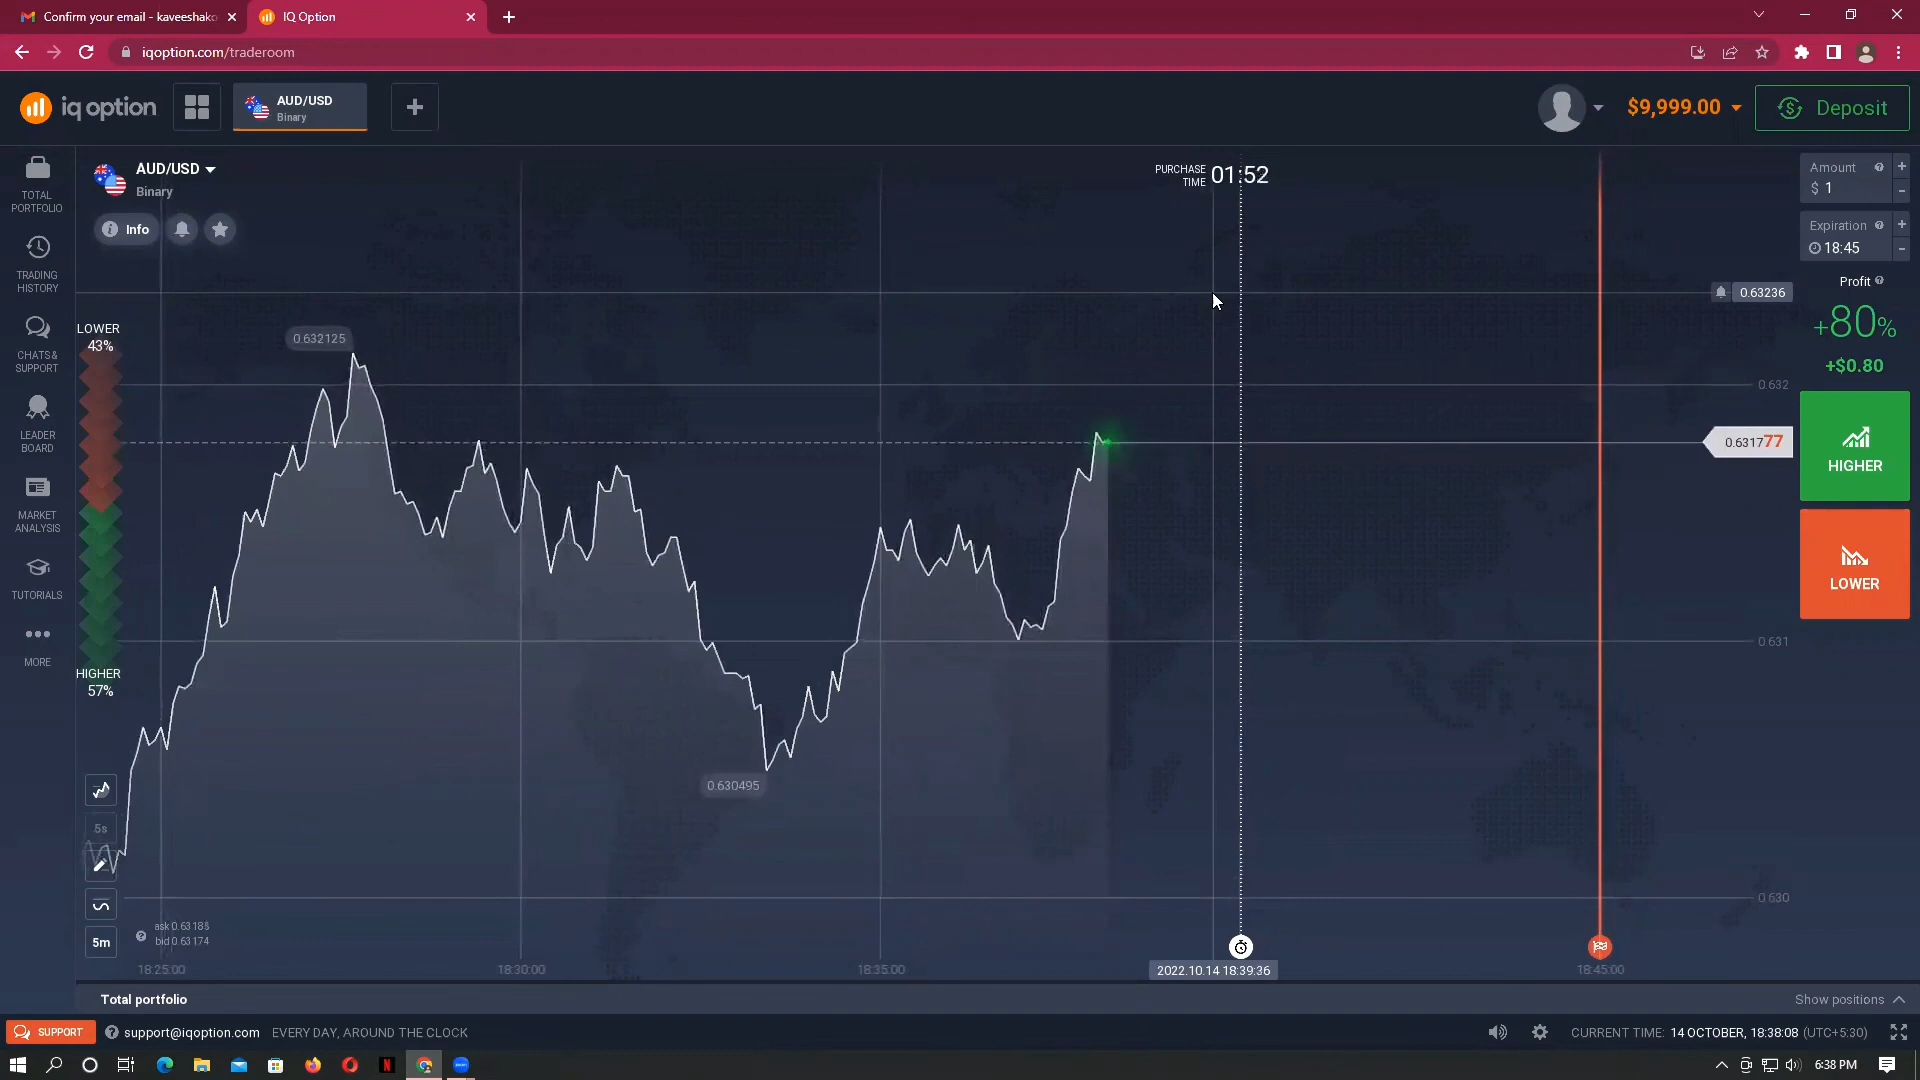 Confirm your email - kaveeshako
IQ Option
iqoption.com/traderoom
iq option
AUD/USD
Binary
$9,999.00
Deposit
TOTAL
PORTFOLIO
TRADING
HISTORY
CHATS &
SUPPORT
LEADER
BOARD
MARKET
ANALYSIS
TUTORIALS
MORE
AUD/USD
Binary
Info
PURCHASE
TIME
01:52
LOWER
43%
HIGHER
57%
0.632125
0.630495
0.63236
0.632
0.631777
0.631
0.630
Amount
$ 1
Expiration
18:45
Profit
+80%
+$0.80
HIGHER
LOWER
5s
5m
ask 0.63188
bid 0.63174
18:25:00
18:30:00
18:35:00
2022.10.14 18:39:36
18:45:00
Total portfolio
Show positions
SUPPORT
support@iqoption.com
EVERY DAY, AROUND THE CLOCK
CURRENT TIME: 14 OCTOBER, 18:38:08 (UTC+5:30)
6:38 PM